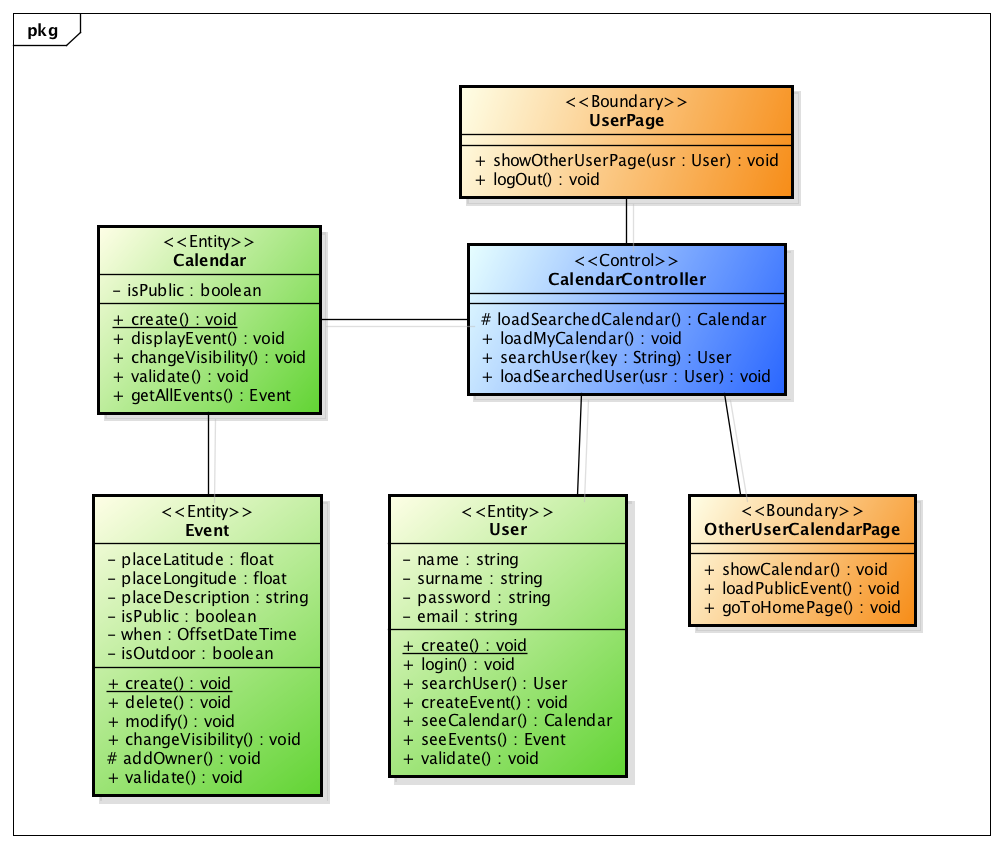 pkg
<<Boundary>>
UserPage
+ showOtherUserPage(usr : User) : void
+ logOut() : void
<<Entity>>
Calendar
– isPublic : boolean
+ create() : void
+ displayEvent() : void
+ changeVisibility() : void
+ validate() : void
+ getAllEvents() : Event
<<Control>>
CalendarController
# loadSearchedCalendar() : Calendar
+ loadMyCalendar() : void
+ searchUser(key : String) : User
+ loadSearchedUser(usr : User) : void
<<Entity>>
Event
– placeLatitude : float
– placeLongitude : float
– placeDescription : string
– isPublic : boolean
– when : OffsetDateTime
– isOutdoor : boolean
+ create() : void
+ delete() : void
+ modify() : void
+ changeVisibility() : void
# addOwner() : void
+ validate() : void
<<Entity>>
User
– name : string
– surname : string
– password : string
– email : string
+ create() : void
+ login() : void
+ searchUser() : User
+ createEvent() : void
+ seeCalendar() : Calendar
+ seeEvents() : Event
+ validate() : void
<<Boundary>>
OtherUserCalendarPage
+ showCalendar() : void
+ loadPublicEvent() : void
+ goToHomePage() : void